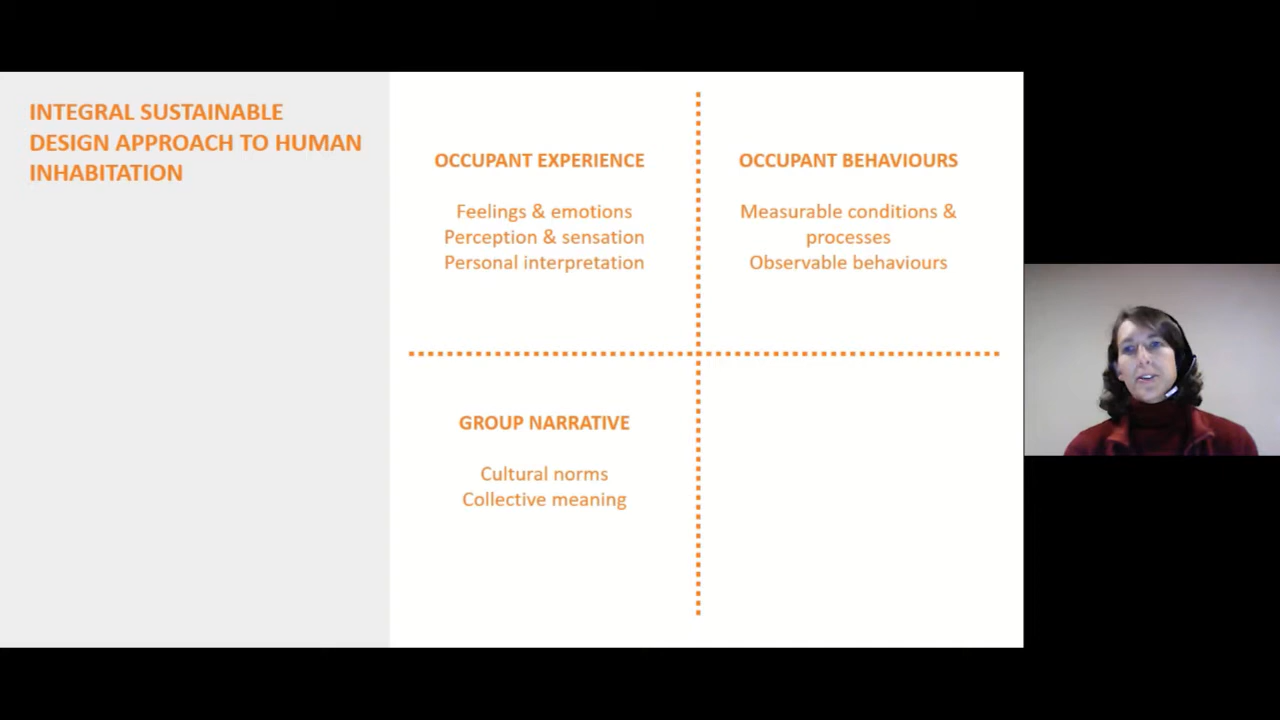 INTEGRAL SUSTAINABLE
DESIGN APPROACH TO HUMAN
INHABITATION
OCCUPANT EXPERIENCE
Feelings & emotions
Perception & sensation
Personal interpretation
OCCUPANT BEHAVIOURS
Measurable conditions &
processes
Observable behaviours
GROUP NARRATIVE
Cultural norms
Collective meaning